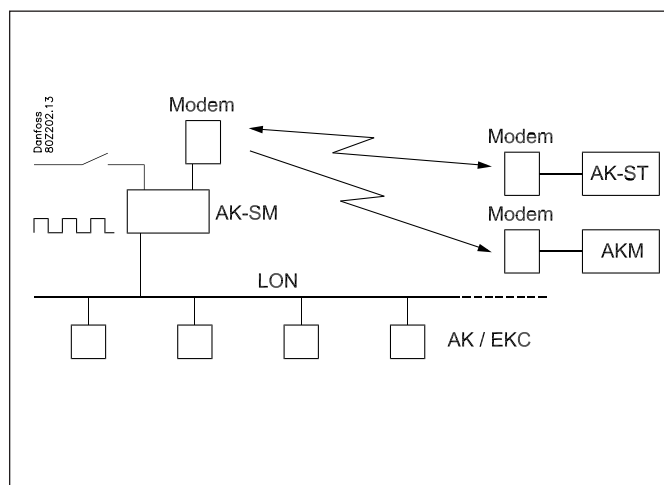 Danfoss
80Z202.13
Modem
Modem
AK-ST
AK-SM
Modem
AKM
LON
AK / EKC